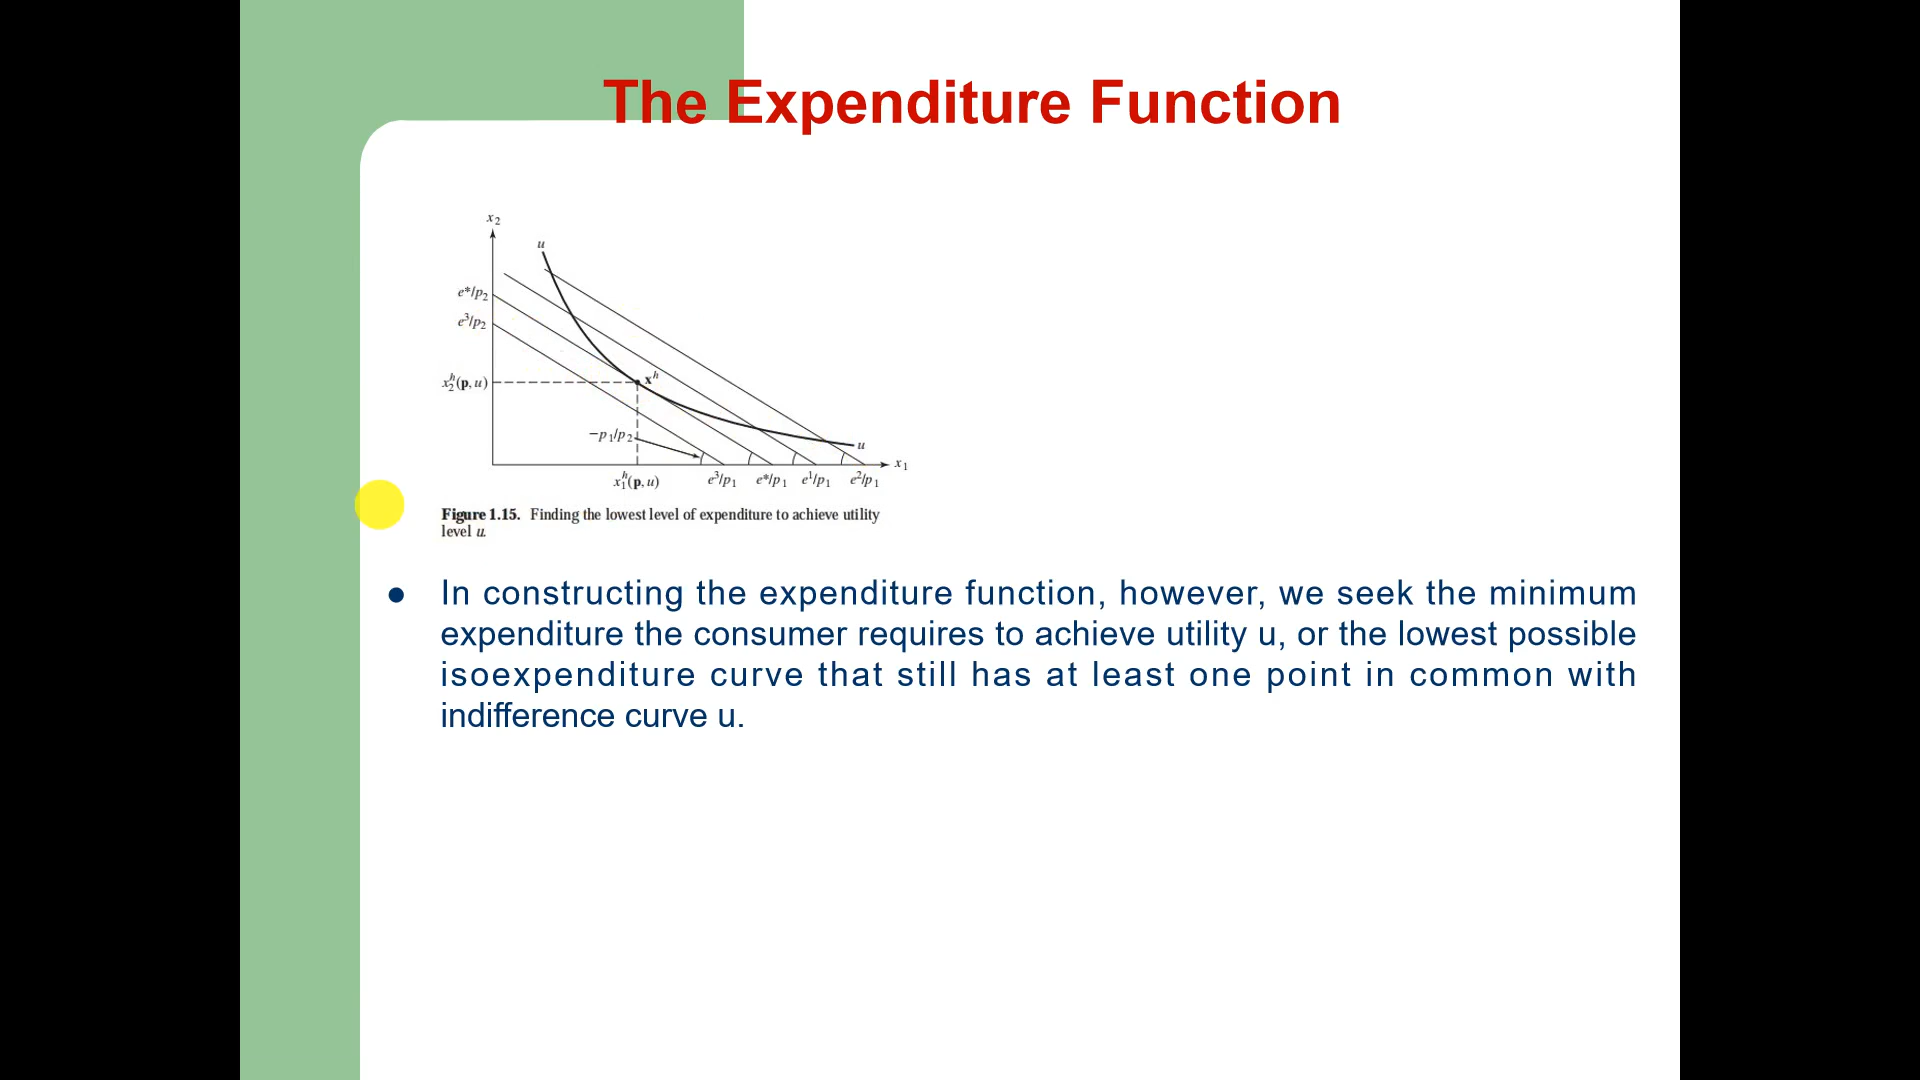 The Expenditure Function
x₂
u
e*/p₂
e³/p₂
x₂ʰ(p, u)
xʰ
−p₁/p₂
u
x₁
x₁ʰ(p, u)
e³/p₁ e*/p₁ e¹/p₁ e²/p₁
Figure 1.15. Finding the lowest level of expenditure to achieve utility
level u.
● In constructing the expenditure function, however, we seek the minimum
expenditure the consumer requires to achieve utility u, or the lowest possible
isoexpenditure curve that still has at least one point in common with
indifference curve u.